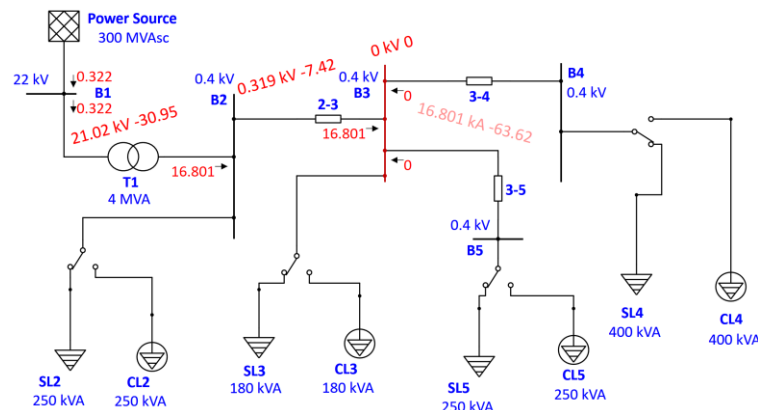 Power Source
300 MVAsc
0 kV 0
22 kV
0.322
B1
0.322
21.02 kV -30.95
0.4 kV
B2
0.319 kV -7.42
0.4 kV
B3
2-3
16.801
0
16.801 kA -63.62
0
3-4
B4
0.4 kV
T1
4 MVA
16.801
3-5
0.4 kV
B5
SL2
250 kVA
CL2
250 kVA
SL3
180 kVA
CL3
180 kVA
SL5
250 kVA
CL5
250 kVA
SL4
400 kVA
CL4
400 kVA